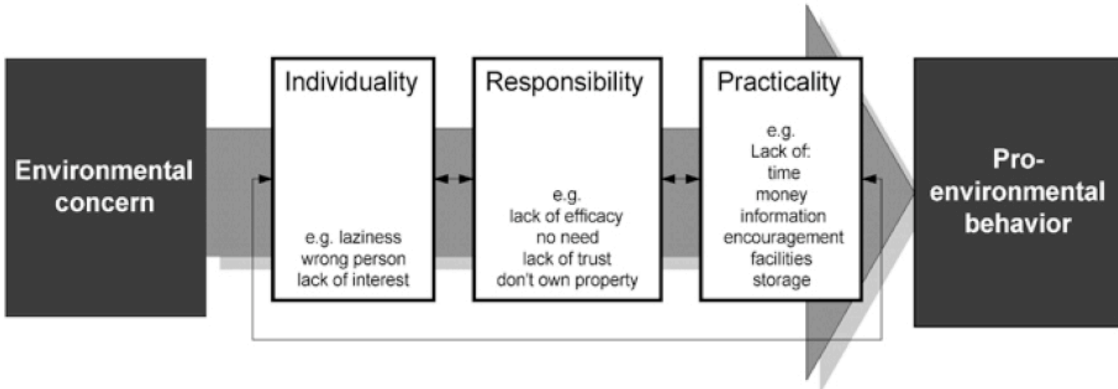 Environmental
concern
Individuality
e.g. laziness
wrong person
lack of interest
Responsibility
e.g.
lack of efficacy
no need
lack of trust
don't own property
Practicality
e.g.
Lack of:
time
money
information
encouragement
facilities
storage
Pro-
environmental
behavior